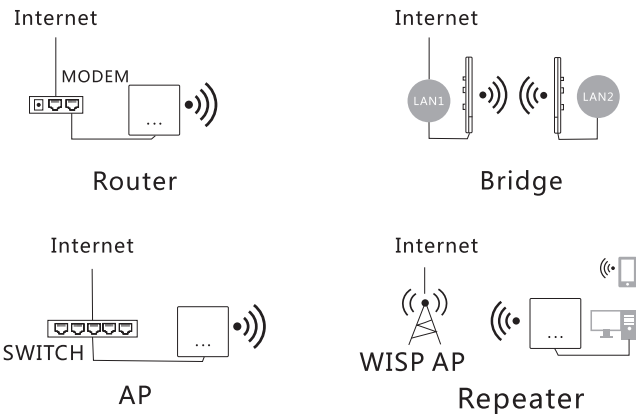 Internet
MODEM
Router
Internet
LAN1
LAN2
Bridge
Internet
SWITCH
AP
Internet
WISP AP
Repeater